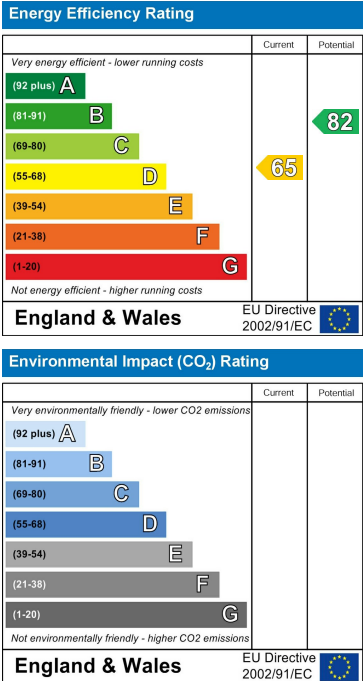 Energy Efficiency Rating
Current Potential
Very energy efficient - lower running costs
(92 plus) A
(81-91) B
82
(69-80) C
(55-68) D
65
(39-54) E
(21-38) F
(1-20) G
Not energy efficient - higher running costs
England & Wales
EU Directive
2002/91/EC
Environmental Impact (CO₂) Rating
Current Potential
Very environmentally friendly - lower CO2 emissions
(92 plus) A
(81-91) B
(69-80) C
(55-68) D
(39-54) E
(21-38) F
(1-20) G
Not environmentally friendly - higher CO2 emissions
England & Wales
EU Directive
2002/91/EC